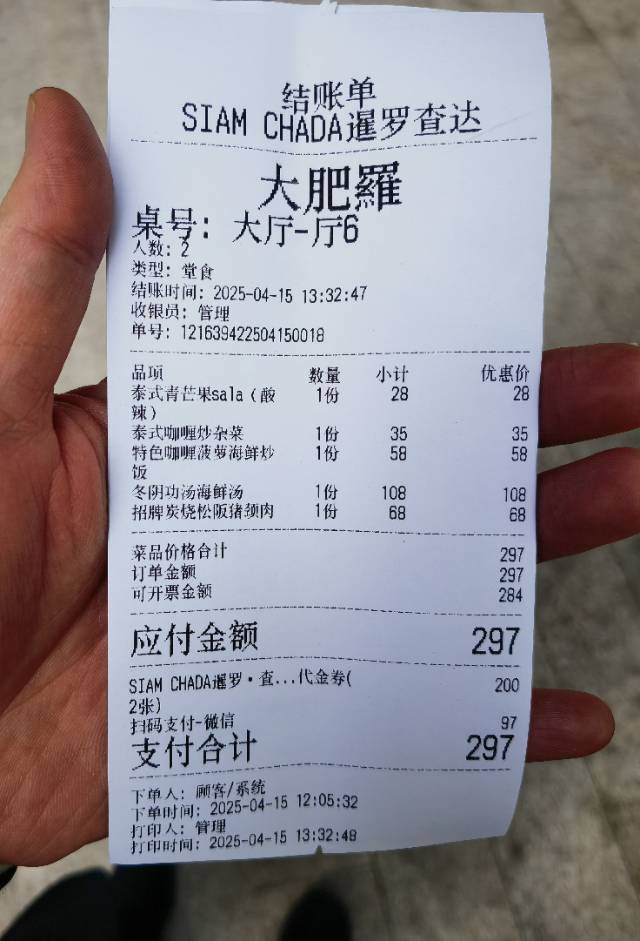 结账单
SIAM CHADA暹罗查达
大肥羅
桌号: 大厅-厅6
人数: 2
类型: 堂食
结账时间: 2025-04-15 13:32:47
收银员: 管理
单号: 121639422504150018
品项 数量 小计 优惠价
泰式青芒果sala(酸 1份 28 28
辣)
泰式咖喱炒杂菜 1份 35 35
特色咖喱菠萝海鲜炒 1份 58 58
饭
冬阴功汤海鲜汤 1份 108 108
招牌炭烧松阪猪颈肉 1份 68 68
菜品价格合计 297
订单金额 297
可开票金额 284
应付金额 297
SIAM CHADA暹罗·查...代金券( 200
2张)
扫码支付-微信 97
支付合计 297
下单人: 顾客/系统
下单时间: 2025-04-15 12:05:32
打印人: 管理
打印时间: 2025-04-15 13:32:48